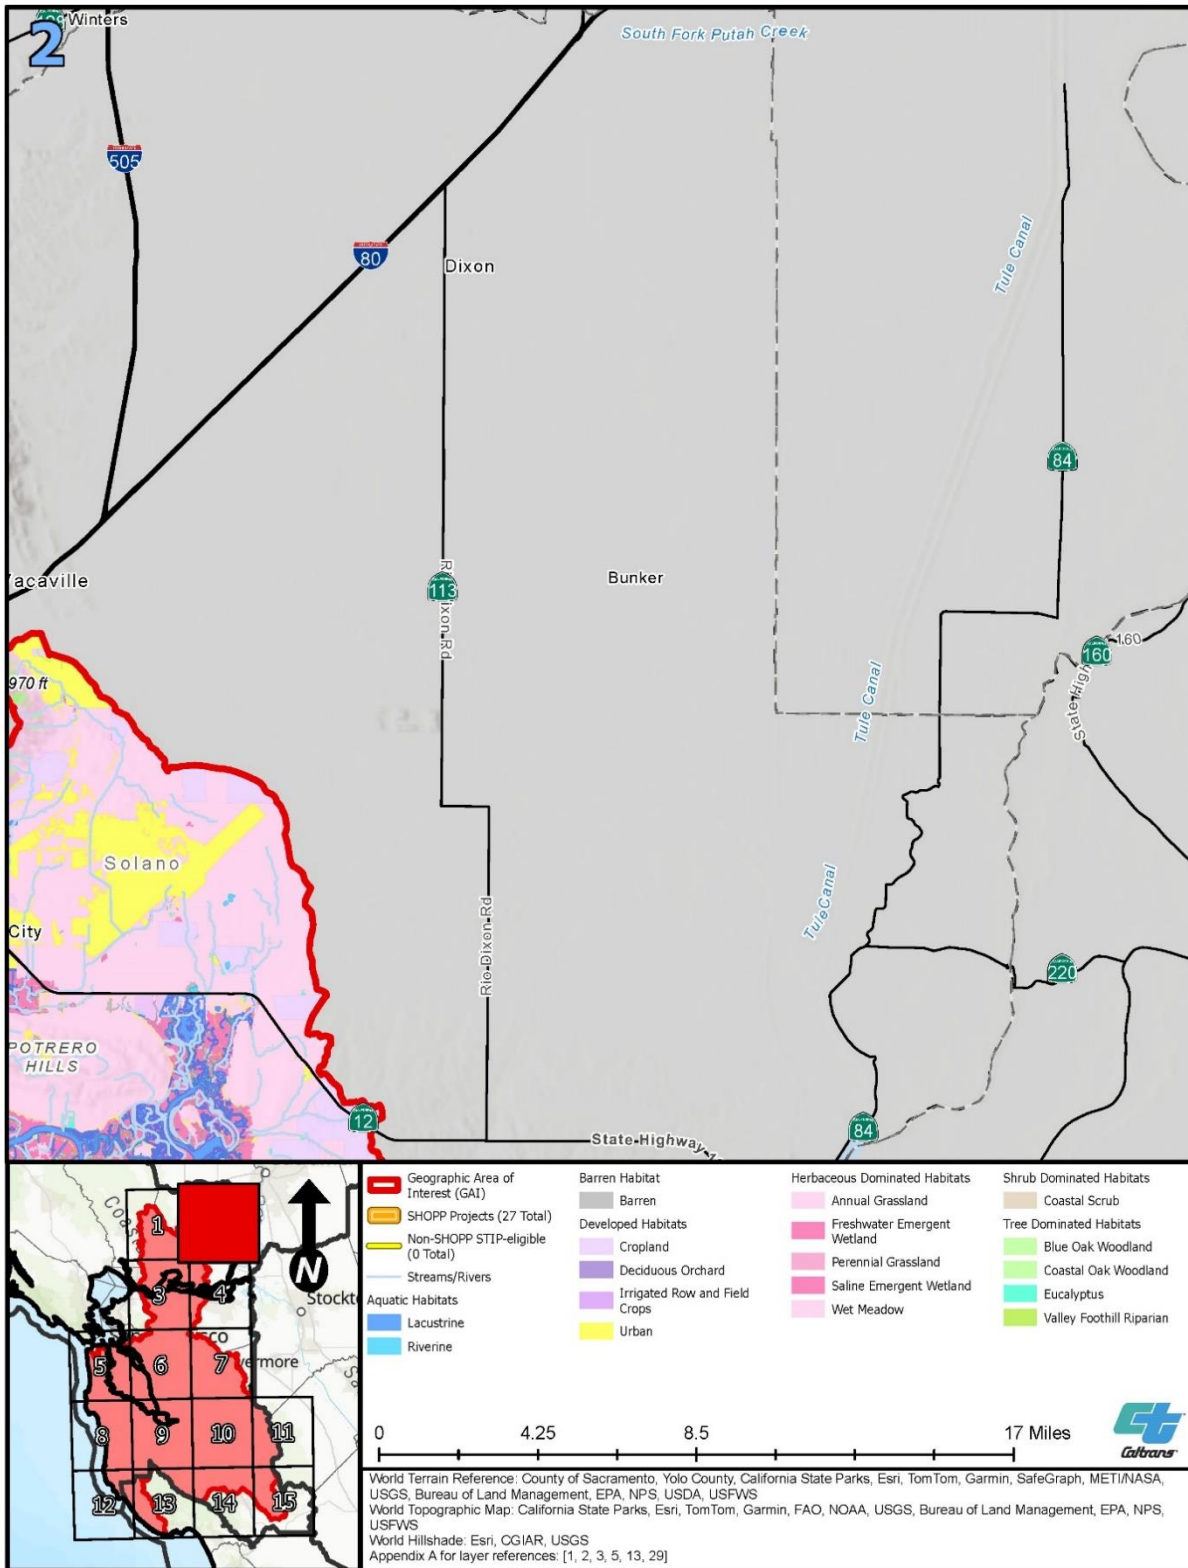 Winters
2
South Fork Putah Creek
505
80
Dixon
Tule Canal
84
113
Rio Dixon Rd
Bunker
Vacaville
160
160
970 ft
Tule Canal
State High
Solano
City
Tule Canal
Rio Dixon Rd
220
POTRERO
HILLS
12
State Highway
84
1
3
4
Stockt
co
5
6
7
vermore
8
9
10
11
12
13
14
15
N
Geographic Area of
Interest (GAI)
SHOPP Projects (27 Total)
Non-SHOPP STIP-eligible
(0 Total)
Streams/Rivers
Aquatic Habitats
Lacustrine
Riverine
Barren Habitat
Barren
Developed Habitats
Cropland
Deciduous Orchard
Irrigated Row and Field
Crops
Urban
Herbaceous Dominated Habitats
Annual Grassland
Freshwater Emergent
Wetland
Perennial Grassland
Saline Emergent Wetland
Wet Meadow
Shrub Dominated Habitats
Coastal Scrub
Tree Dominated Habitats
Blue Oak Woodland
Coastal Oak Woodland
Eucalyptus
Valley Foothill Riparian
0 4.25 8.5 17 Miles
Caltrans
World Terrain Reference: County of Sacramento, Yolo County, California State Parks, Esri, TomTom, Garmin, SafeGraph, METI/NASA,
USGS, Bureau of Land Management, EPA, NPS, USDA, USFWS
World Topographic Map: California State Parks, Esri, TomTom, Garmin, FAO, NOAA, USGS, Bureau of Land Management, EPA, NPS,
USFWS
World Hillshade: Esri, CGIAR, USGS
Appendix A for layer references: [1, 2, 3, 5, 13, 29]